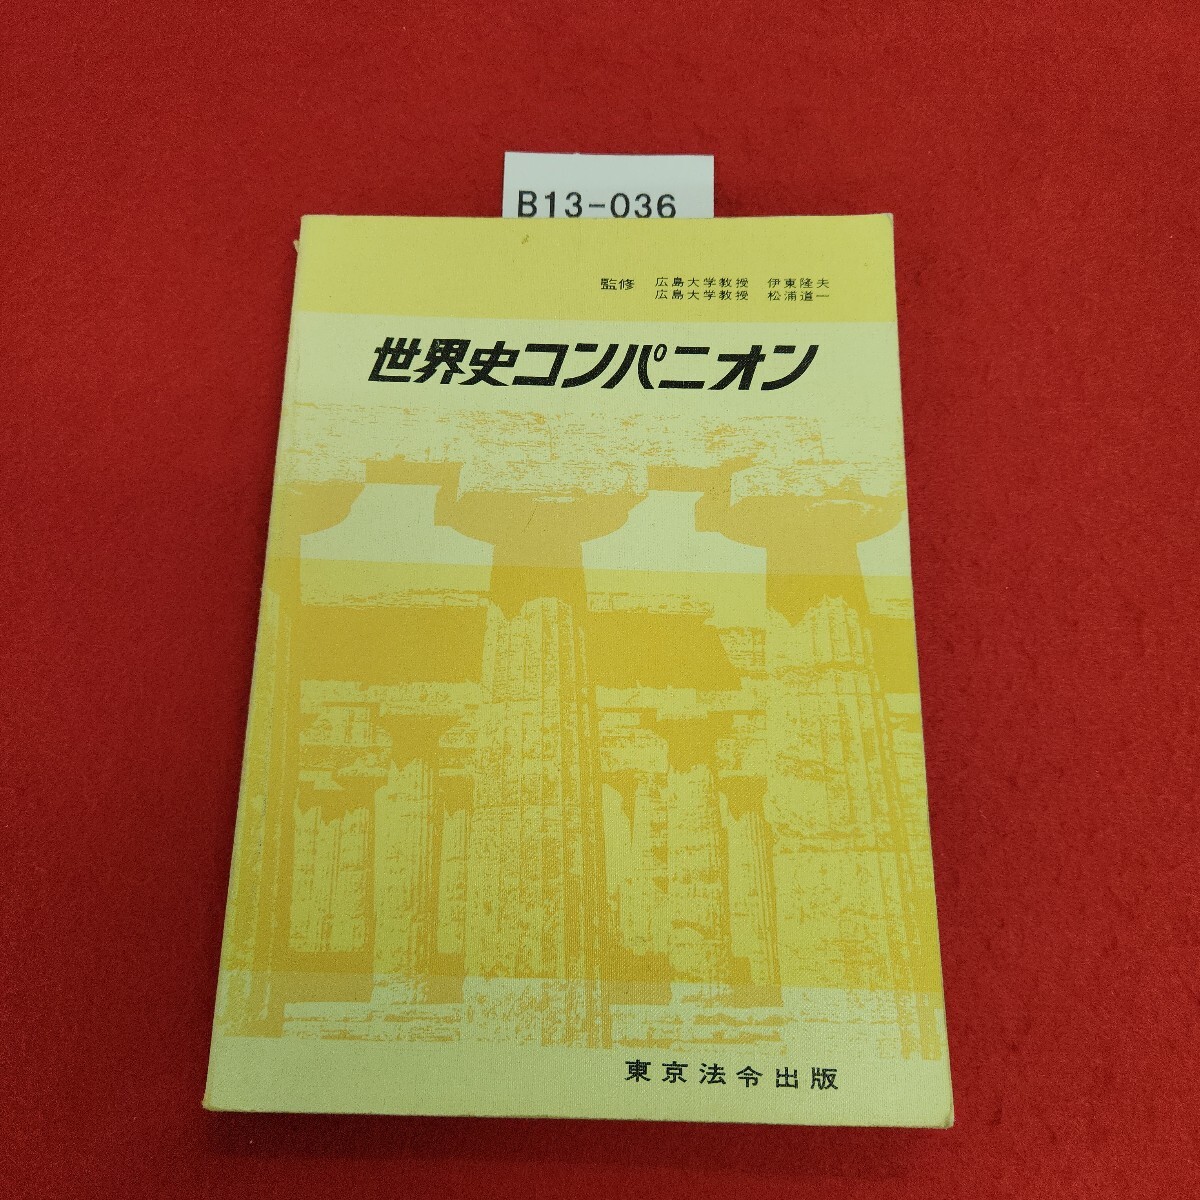 B13-036
監修 広島大学教授 伊東隆夫
広島大学教授 松浦道一
世界史コンパニオン
東京法令出版